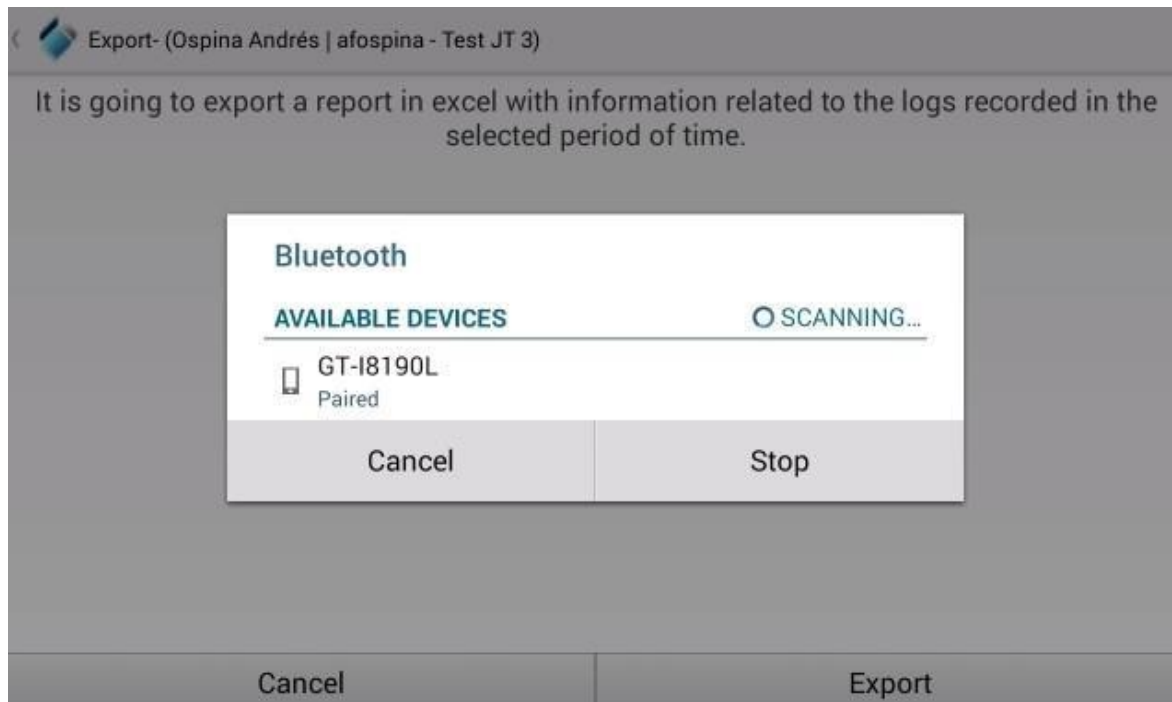 Export- (Ospina Andrés | afospina - Test JT 3)
It is going to export a report in excel with information related to the logs recorded in the
selected period of time.
Bluetooth
AVAILABLE DEVICES SCANNING...
GT-I8190L
Paired
Cancel Stop
Cancel Export